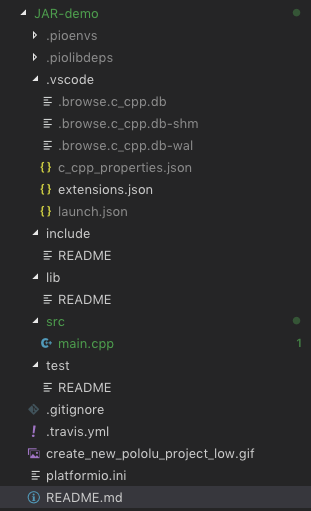 JAR-demo
.pioenvs
.piolibdeps
.vscode
.browse.c_cpp.db
.browse.c_cpp.db-shm
.browse.c_cpp.db-wal
{} c_cpp_properties.json
{} extensions.json
{} launch.json
include
README
lib
README
src
main.cpp 1
test
README
.gitignore
! .travis.yml
create_new_pololu_project_low.gif
platformio.ini
README.md